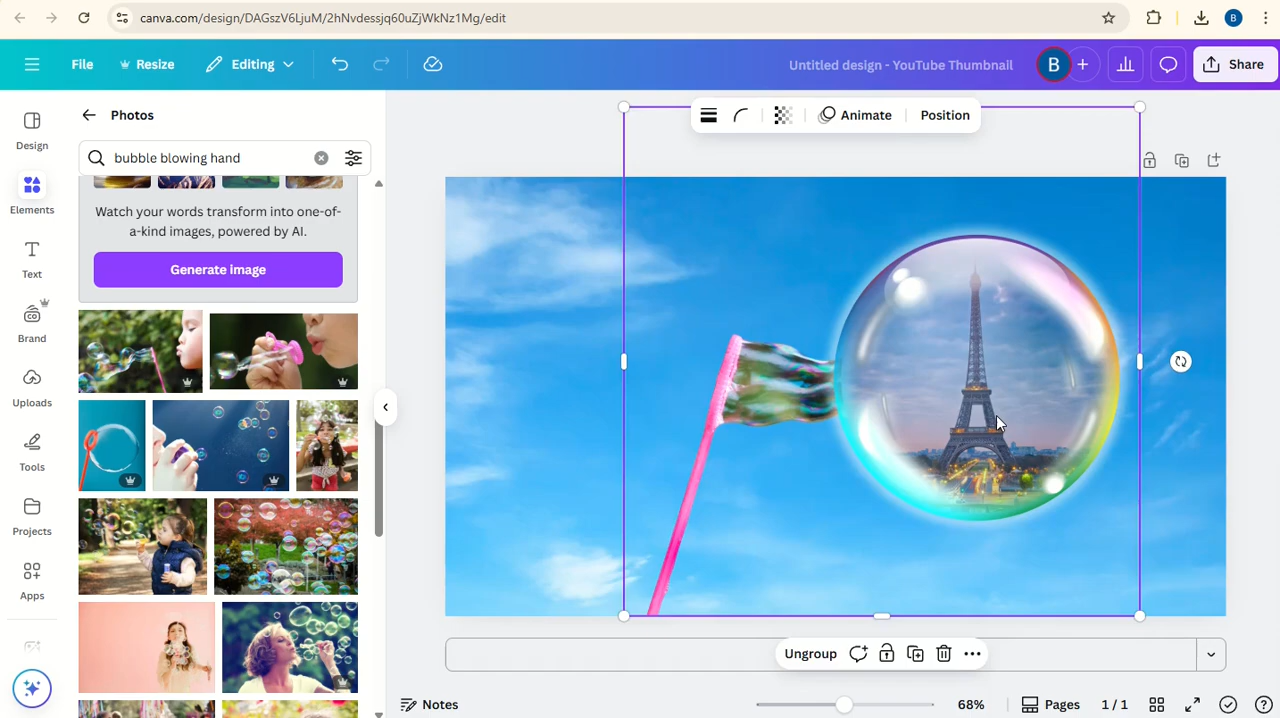 canva.com/design/DAGszV6LjuM/2hNvdessjq60uZjWkNz1Mg/edit
B
File
Resize
Editing
Untitled design - YouTube Thumbnail
B
+
Share
Design
Elements
Text
Brand
Uploads
Tools
Projects
Apps
Photos
bubble blowing hand
Watch your words transform into one-of-
a-kind images, powered by AI.
Generate image
Animate
Position
Ungroup
Notes
68%
Pages
1 / 1